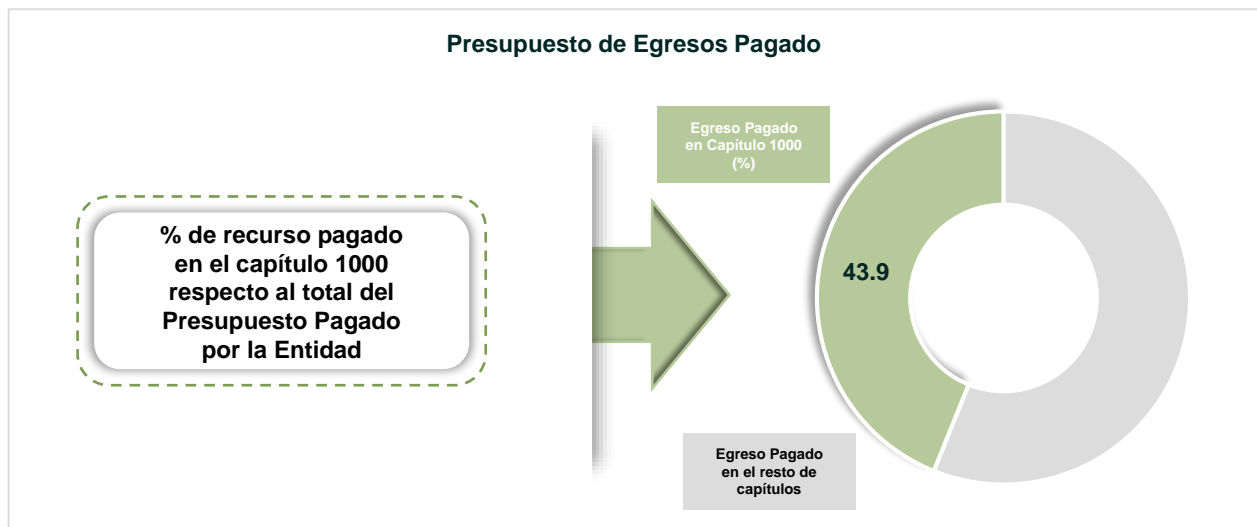 Presupuesto de Egresos Pagado
Egreso Pagado
en Capítulo 1000
(%)
% de recurso pagado
en el capítulo 1000
respecto al total del
Presupuesto Pagado
por la Entidad
43.9
Egreso Pagado
en el resto de
capítulos